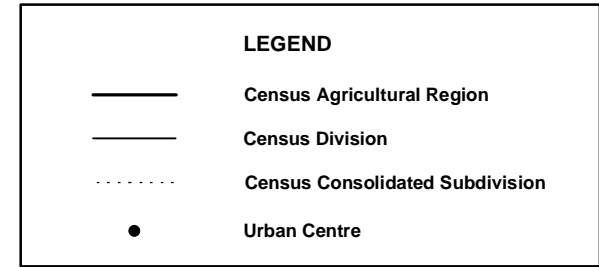 LEGEND
Census Agricultural Region
Census Division
Census Consolidated Subdivision
Urban Centre